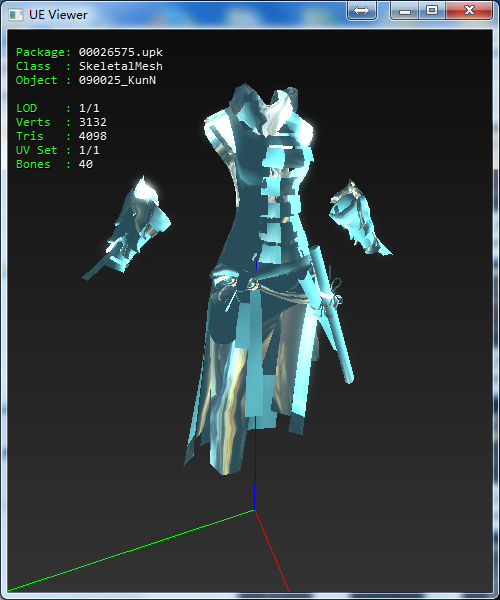 UE Viewer
Package: 00026575.upk
Class : SkeletalMesh
Object : 090025_KunN
LOD : 1/1
Verts : 3132
Tris : 4098
UV Set : 1/1
Bones : 40